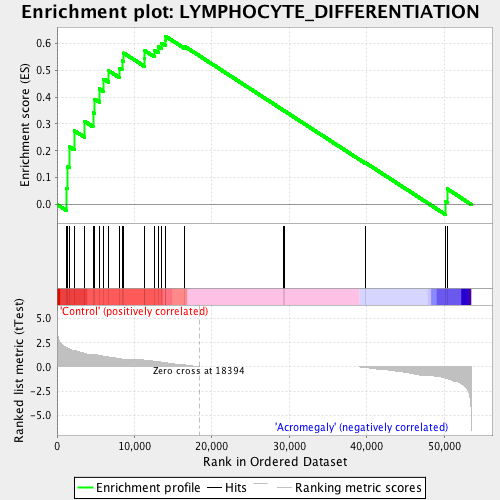 Enrichment plot: LYMPHOCYTE_DIFFERENTIATION
Enrichment score (ES)
0.6
0.5
0.4
0.3
0.2
0.1
0.0
Ranked list metric (tTest)
'Control' (positively correlated)
5.0
2.5
0.0
-2.5
-5.0
Zero cross at 18394
'Acromegaly' (negatively correlated)
0 10,000 20,000 30,000 40,000 50,000
Rank in Ordered Dataset
Enrichment profile Hits Ranking metric scores